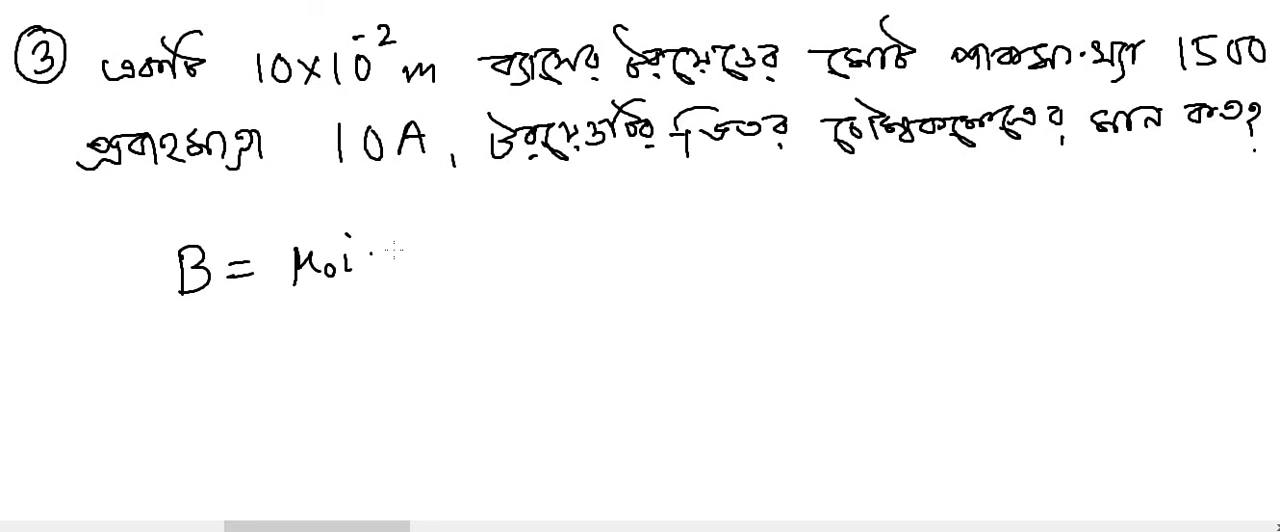 ③ একটি 10×10⁻² m ব্যাসের টরয়েডের মোট পাকসংখ্যা 1500
প্রবাহমাত্রা 10A, টরয়েডটির ভিতর চৌম্বকক্ষেত্রের মান কত?
B = μ₀i ·